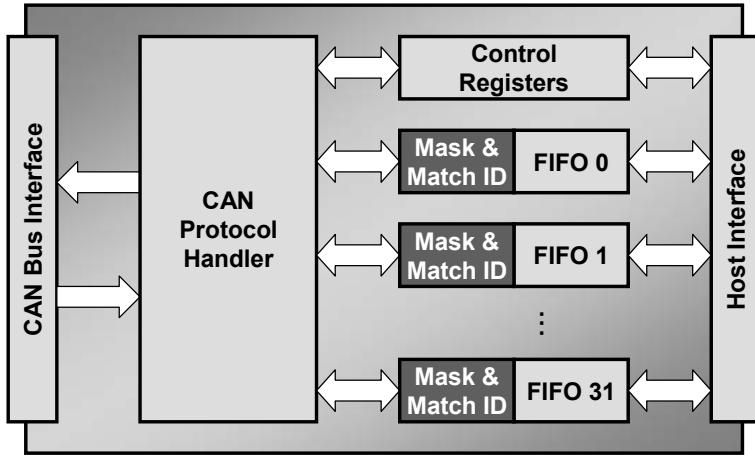 CAN Bus Interface
CAN
Protocol
Handler
Control
Registers
Mask &
Match ID
FIFO 0
Mask &
Match ID
FIFO 1
⋮
Mask &
Match ID
FIFO 31
Host Interface